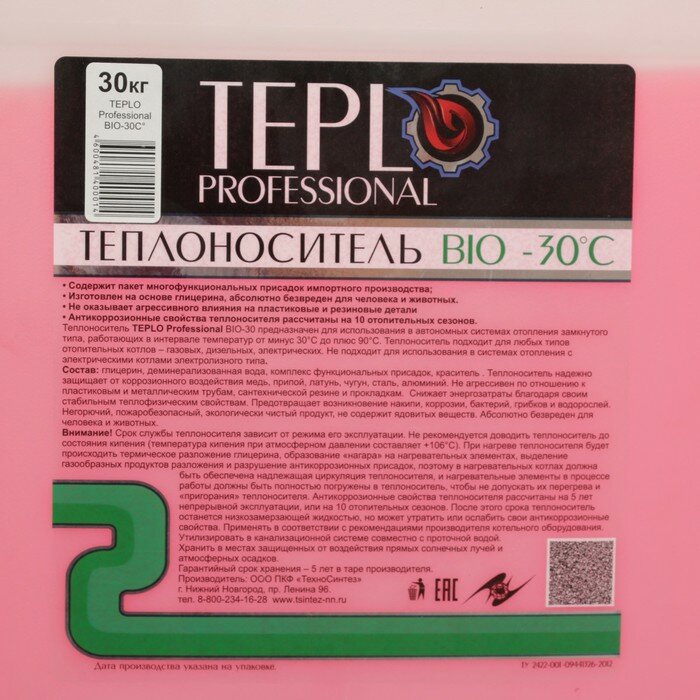 30кг
TEPLO
Professional
BIO-30C°
4600481400014
TEPLO
PROFESSIONAL
ТЕПЛОНОСИТЕЛЬ BIO -30°C
• Содержит пакет многофункциональных присадок импортного производства;
• Изготовлен на основе глицерина, абсолютно безвреден для человека и животных.
• Не оказывает агрессивного влияния на пластиковые и резиновые детали
• Антикоррозионные свойства теплоносителя рассчитаны на 10 отопительных сезонов.
Теплоноситель TEPLO Professional BIO-30 предназначен для использования в автономных системах отопления замкнутого
типа, работающих в интервале температур от минус 30°С до плюс 90°С. Теплоноситель подходит для любых типов
отопительных котлов – газовых, дизельных, электрических. Не подходит для использования в системах отопления с
электрическими котлами электролизного типа.
Состав: глицерин, деминерализованная вода, комплекс функциональных присадок, краситель . Теплоноситель надежно
защищает от коррозионного воздействия медь, припой, латунь, чугун, сталь, алюминий. Не агрессивен по отношению к
пластиковым и металлическим трубам, сантехнической резине и прокладкам. Снижает энергозатраты благодаря своим
стабильным теплофизическим свойствам. Предотвращает возникновение накипи, коррозии, бактерий, грибков и водорослей.
Негорючий, пожаробезопасный, экологически чистый продукт, не содержит ядовитых веществ. Абсолютно безвреден для
человека и животных.
Внимание! Срок службы теплоносителя зависит от режима его эксплуатации. Не рекомендуется доводить теплоноситель до
состояния кипения (температура кипения при атмосферном давлении составляет +106°С). При нагреве теплоносителя будет
происходить термическое разложение глицерина, образование «нагара» на нагревательных элементах, выделение
газообразных продуктов разложения и разрушение антикоррозионных присадок, поэтому в нагревательных котлах должна
быть обеспечена надлежащая циркуляция теплоносителя, и нагревательные элементы в процессе
работы должны быть полностью погружены в теплоноситель, чтобы не допускать их перегрева и
«пригорания» теплоносителя. Антикоррозионные свойства теплоносителя рассчитаны на 5 лет
непрерывной эксплуатации, или на 10 отопительных сезонов. После этого срока теплоноситель
останется низкозамерзающей жидкостью, но может утратить или ослабить свои антикоррозионные
свойства. Применять в соответствии с рекомендациями производителя котельного оборудования.
Утилизировать в канализационной системе совместно с проточной водой.
Хранить в местах защищенных от воздействия прямых солнечных лучей и
атмосферных осадков.
Гарантийный срок хранения – 5 лет в таре производителя.
Производитель: ООО ПКФ «ТехноСинтез»
г. Нижний Новгород, пр. Ленина 96.
тел. 8-800-234-16-28 www.tsintez-nn.ru
EAC
Дата производства указана на упаковке.
ТУ 2422-001-09441326-2012